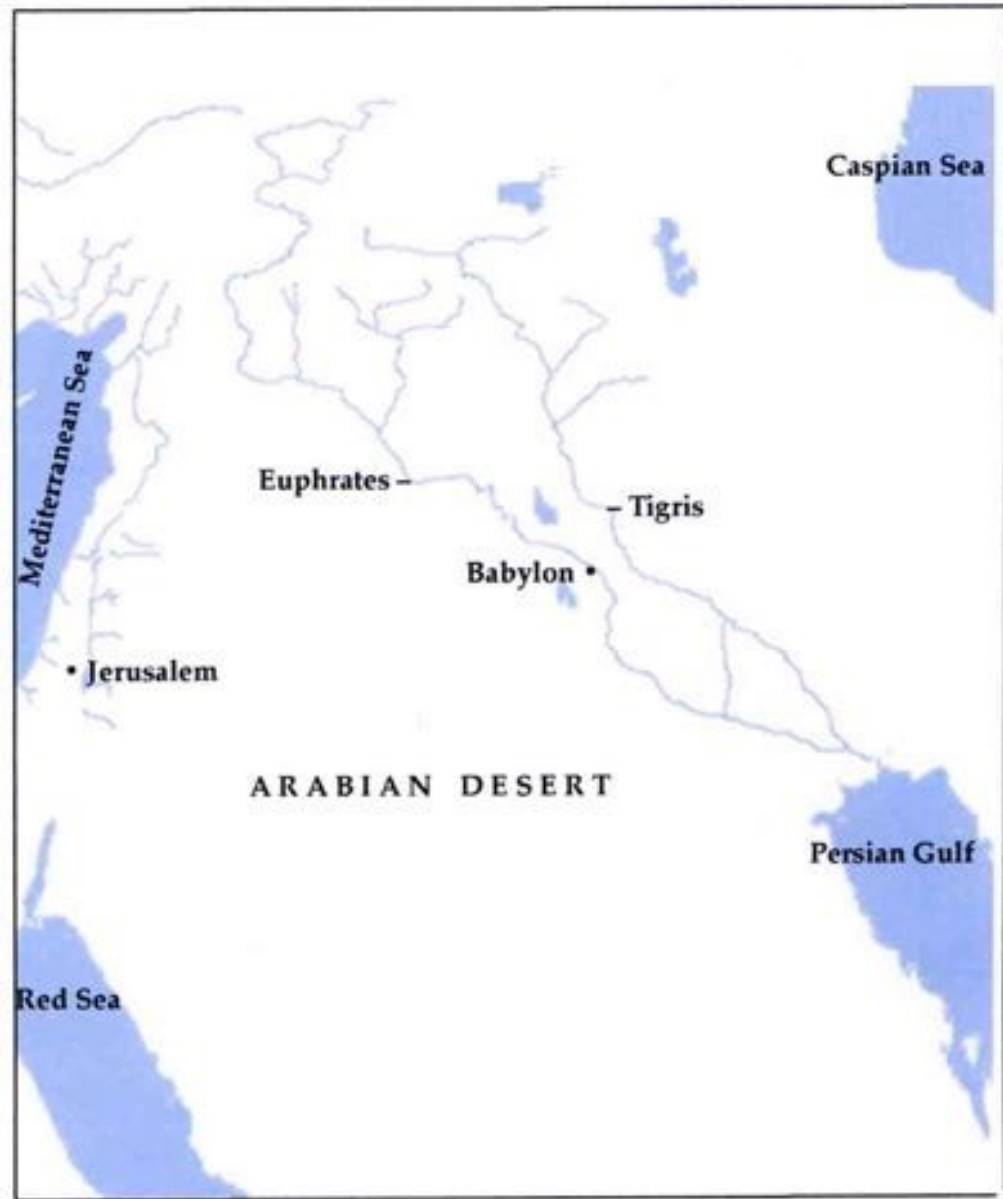 Caspian Sea
Mediterranean Sea
Euphrates
Tigris
Babylon
Jerusalem
ARABIAN DESERT
Persian Gulf
Red Sea